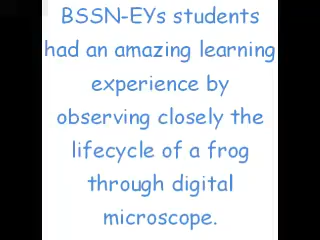 BSSN-EYs students
had an amazing learning
experience by
observing closely the
lifecycle of a frog
through digital
microscope.